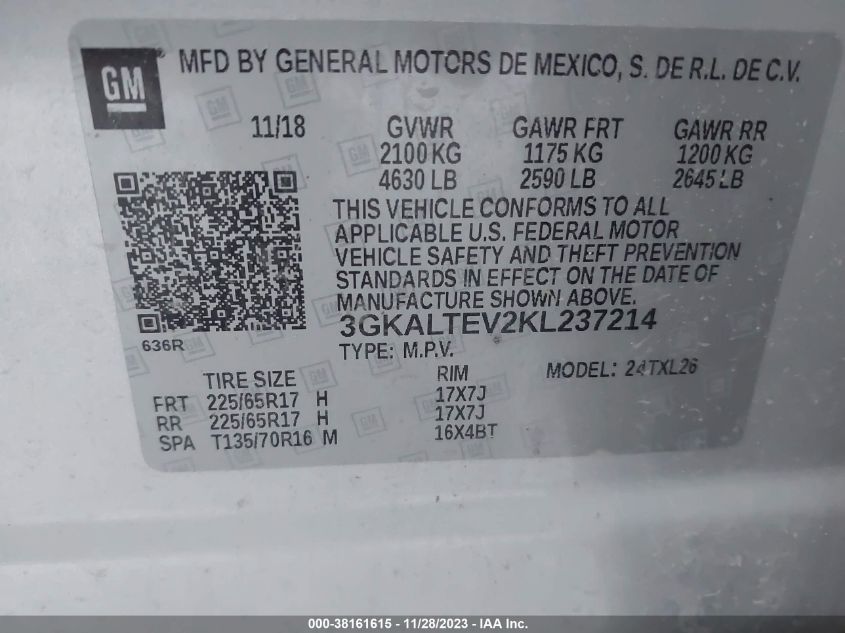 GM MFD BY GENERAL MOTORS DE MEXICO, S. DE R.L. DE C.V.
11/18 GVWR GAWR FRT GAWR RR
2100 KG 1175 KG 1200 KG
4630 LB 2590 LB 2645 LB
THIS VEHICLE CONFORMS TO ALL
APPLICABLE U.S. FEDERAL MOTOR
VEHICLE SAFETY AND THEFT PREVENTION
STANDARDS IN EFFECT ON THE DATE OF
MANUFACTURE SHOWN ABOVE.
3GKALTEV2KL237214
636R TYPE: M.P.V. MODEL: 24TXL26
TIRE SIZE RIM
FRT 225/65R17 H 17X7J
RR 225/65R17 H 17X7J
SPA T135/70R16 M 16X4BT
000-38161615 - 11/28/2023 - IAA Inc.